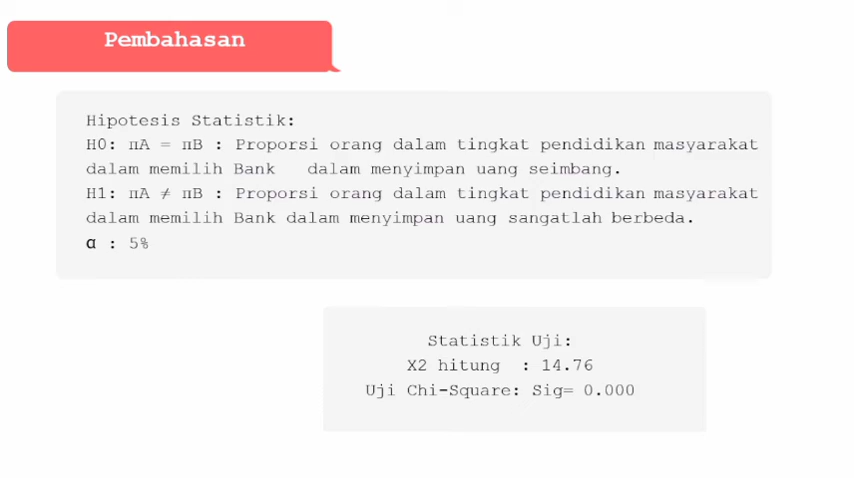 Pembahasan
Hipotesis Statistik:
H0: πA = πB : Proporsi orang dalam tingkat pendidikan masyarakat
dalam memilih Bank dalam menyimpan uang seimbang.
H1: πA ≠ πB : Proporsi orang dalam tingkat pendidikan masyarakat
dalam memilih Bank dalam menyimpan uang sangatlah berbeda.
α : 5%
Statistik Uji:
X2 hitung : 14.76
Uji Chi-Square: Sig= 0.000